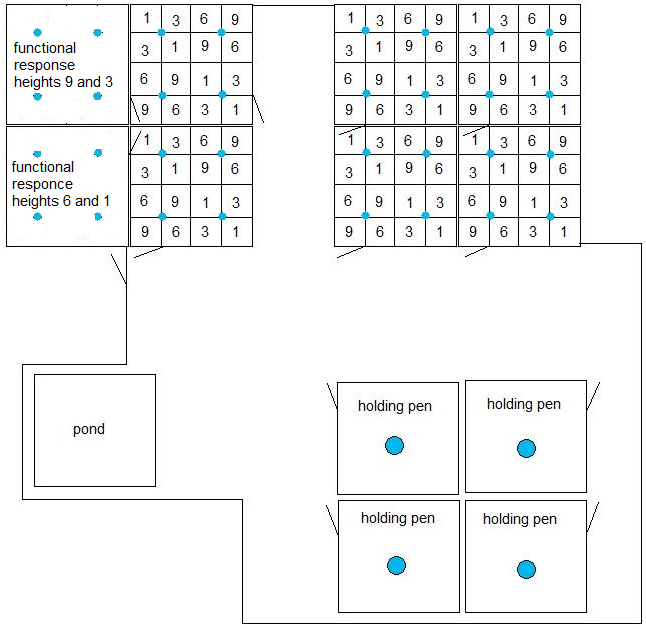 1 3 6 9 1 3 6 9 1 3 6 9
functional
response
heights 9 and 3
3 1 9 6 3 1 9 6 3 1 9 6
6 9 1 3 6 9 1 3 6 9 1 3
9 6 3 1 9 6 3 1 9 6 3 1
1 3 6 9 1 3 6 9 1 3 6 9
functional
responce
heights 6 and 1
3 1 9 6 3 1 9 6 3 1 9 6
6 9 1 3 6 9 1 3 6 9 1 3
9 6 3 1 9 6 3 1 9 6 3 1
pond
holding pen
holding pen
holding pen
holding pen